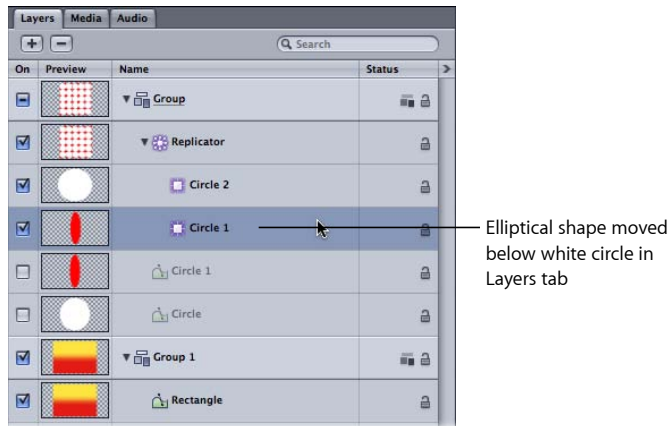 Layers Media Audio
+ − Search
On Preview Name Status >
Group
Replicator
Circle 2
Circle 1
Circle 1
Circle
Group 1
Rectangle
Elliptical shape moved
below white circle in
Layers tab